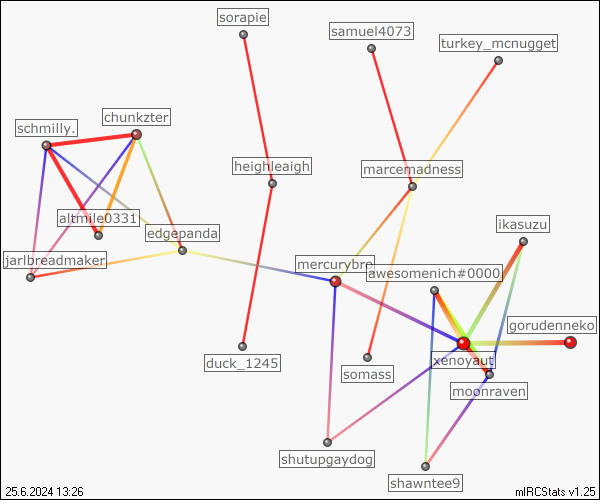 sorapie
samuel4073
turkey_mcnugget
chunkzter
schmilly.
heighleaigh
marcemadness
altmile0331
ikasuzu
edgepanda
jarlbreadmaker
mercurybro
awesomenich#0000
gorudenneko
xenoyaut
duck_1245
somass
moonraven
shutupgaydog
shawntee9
25.6.2024 13:26
mIRCStats v1.25